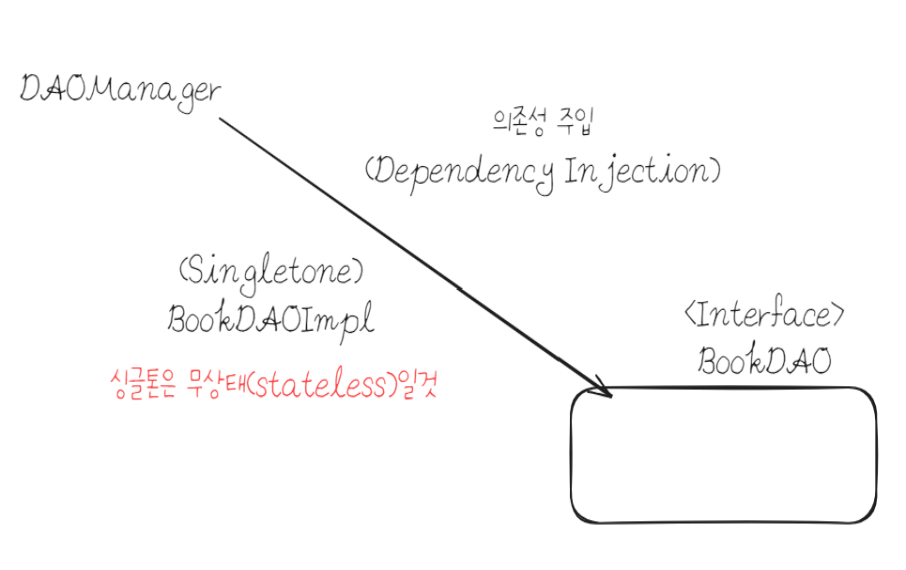 DAOManager
의존성 주입
(Dependency Injection)
(Singletone)
BookDAOImpl
싱글톤은 무상태(stateless)일것
<Interface>
BookDAO